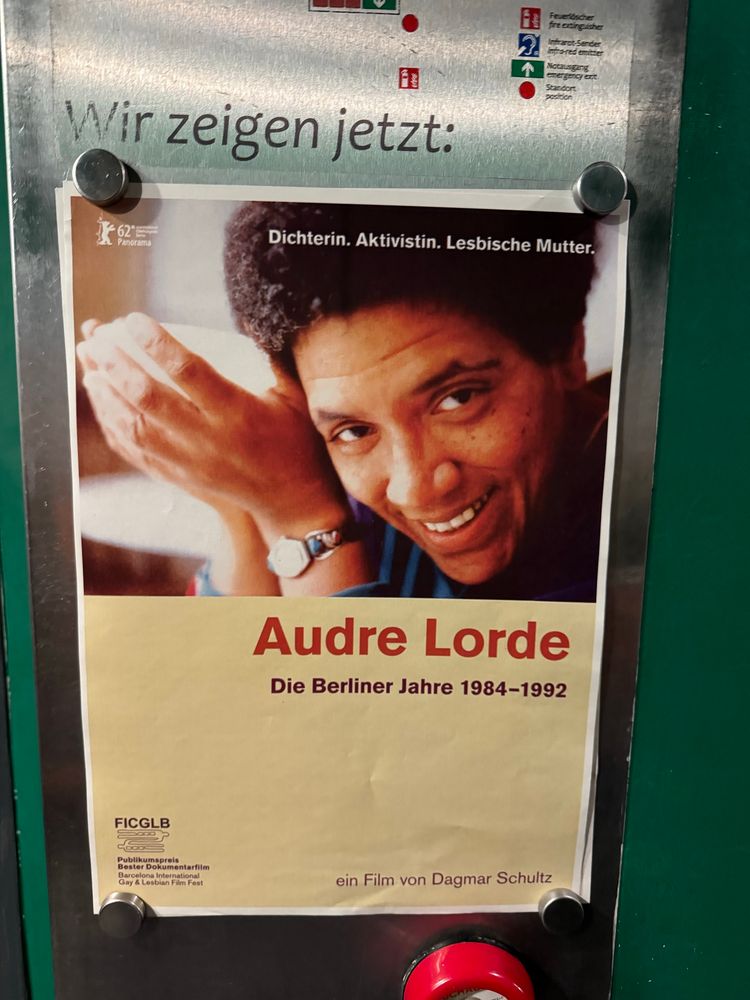 Feuerlöscher
fire extinguisher
Infrarot-Sender
infra-red emitter
Notausgang
emergency exit
Standort
position
Wir zeigen jetzt:
62
Panorama
Dichterin. Aktivistin. Lesbische Mutter.
Audre Lorde
Die Berliner Jahre 1984–1992
FICGLB
Publikumspreis
Bester Dokumentarfilm
Barcelona International
Gay & Lesbian Film Fest
ein Film von Dagmar Schultz